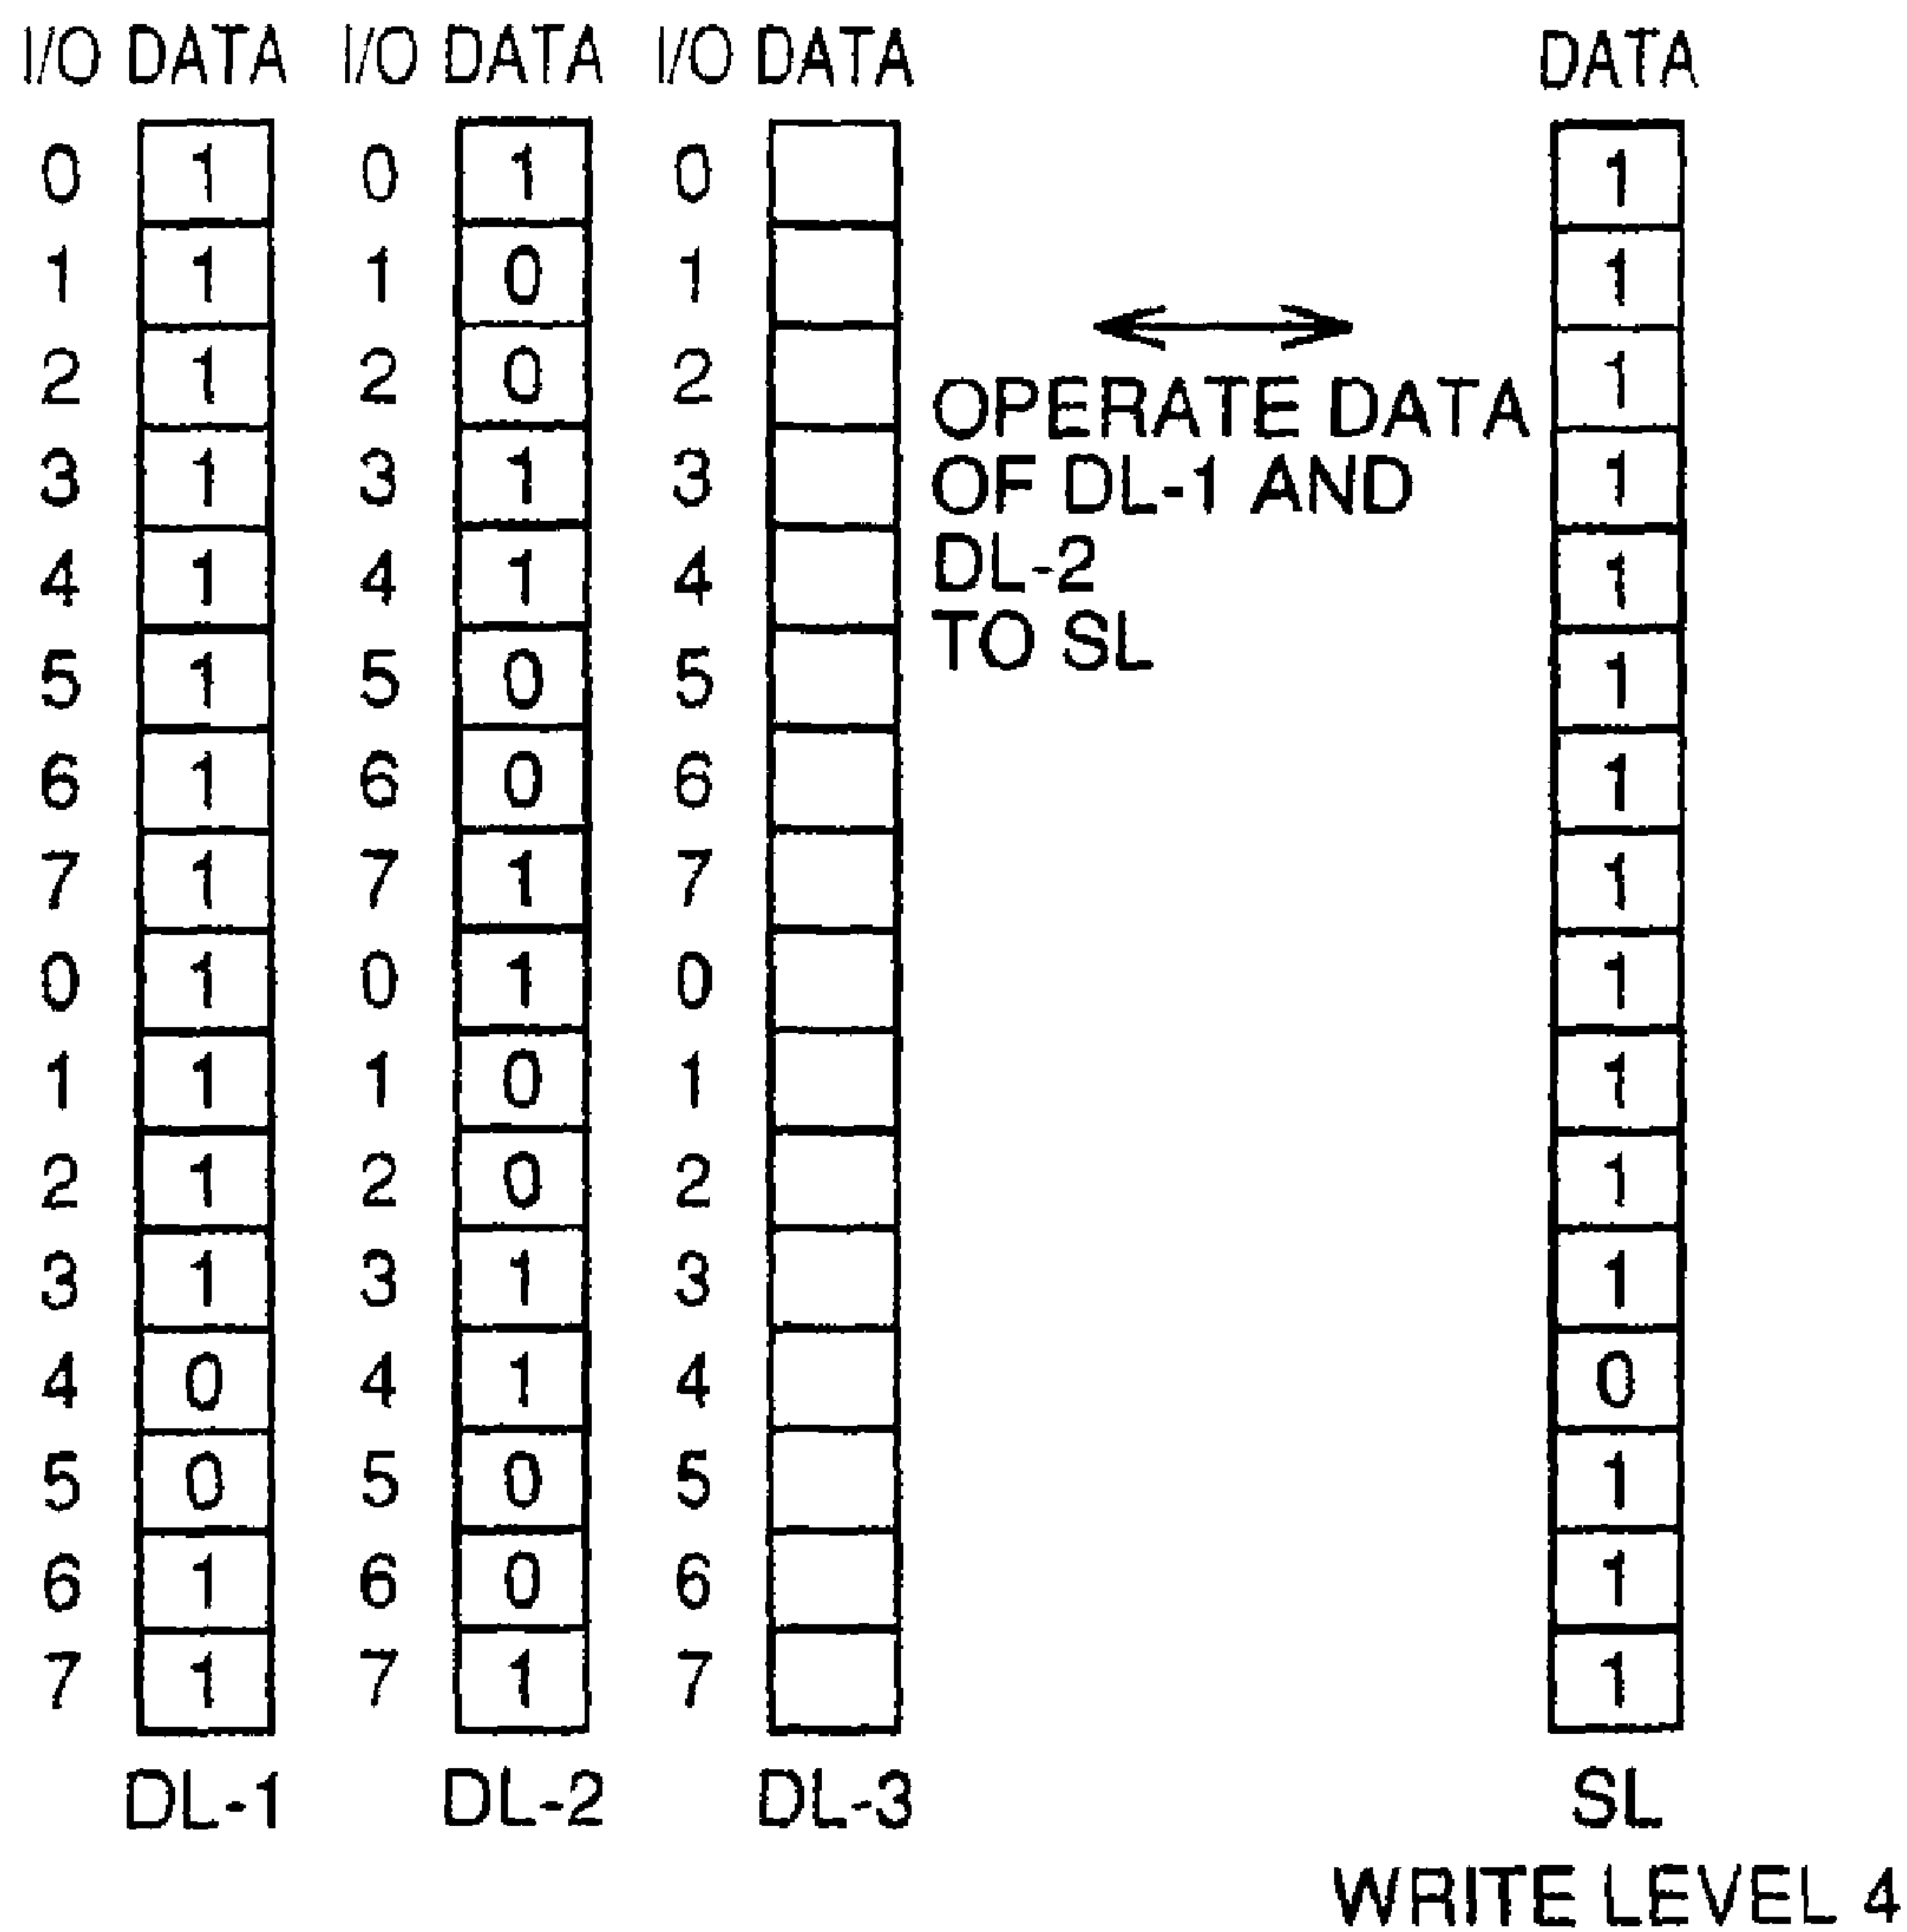 I/O DATA I/O DATA I/O DATA DATA
0 1 0 1 0 1
1 1 1 0 1 1
2 1 2 0 2 1
3 1 3 1 3 1
4 1 4 1 4 1
5 1 5 0 5 1
6 1 6 0 6 1
7 1 7 1 7 1
0 1 0 1 0 1
1 1 1 0 1 1
2 1 2 0 2 1
3 1 3 1 3 1
4 0 4 1 4 0
5 0 5 0 5 1
6 1 6 0 6 1
7 1 7 1 7 1
OPERATE DATA
OF DL-1 AND
DL-2
TO SL
DL-1 DL-2 DL-3 SL
WRITE LEVEL 4